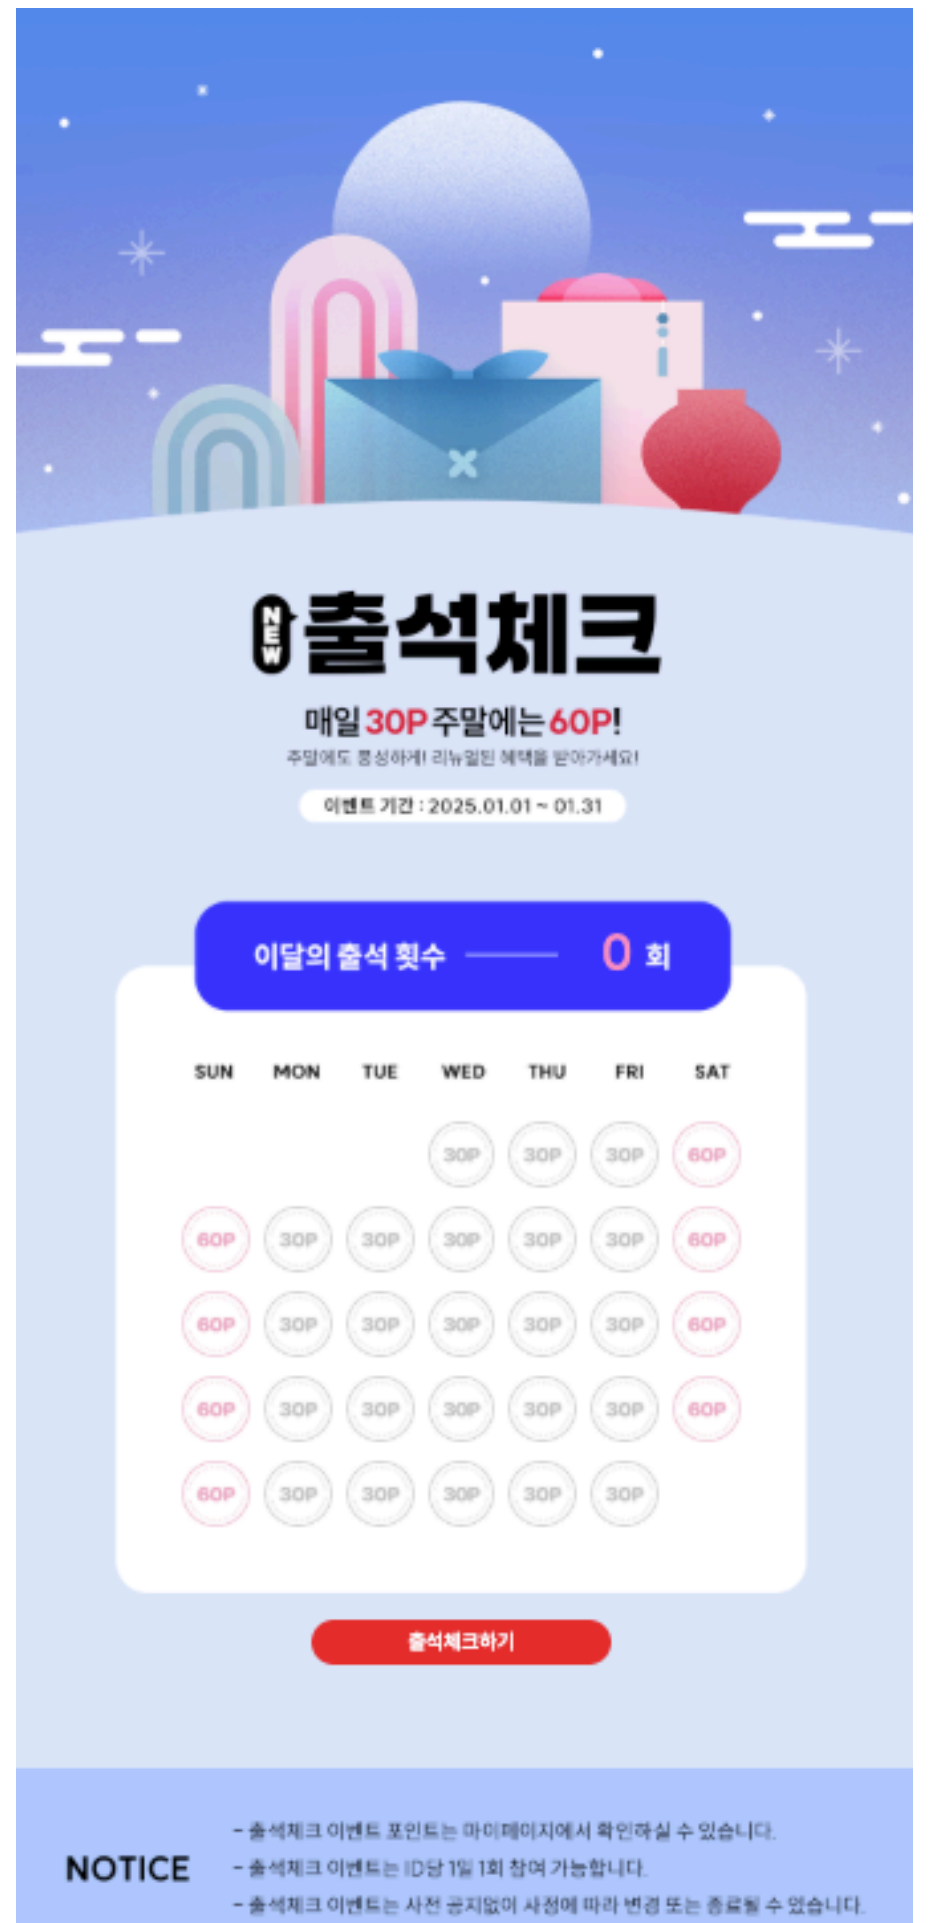 NEW 출석체크
매일 30P 주말에는 60P!
주말에도 풍성하게! 리뉴얼된 혜택을 받아가세요!
이벤트 기간 : 2025.01.01 ~ 01.31
이달의 출석 횟수 0 회
SUN MON TUE WED THU FRI SAT
30P 30P 30P 60P
60P 30P 30P 30P 30P 30P 60P
60P 30P 30P 30P 30P 30P 60P
60P 30P 30P 30P 30P 30P 60P
60P 30P 30P 30P 30P 30P
출석체크하기
NOTICE
- 출석체크 이벤트 포인트는 마이페이지에서 확인하실 수 있습니다.
- 출석체크 이벤트는 ID당 1일 1회 참여 가능합니다.
- 출석체크 이벤트는 사전 공지없이 사정에 따라 변경 또는 종료될 수 있습니다.